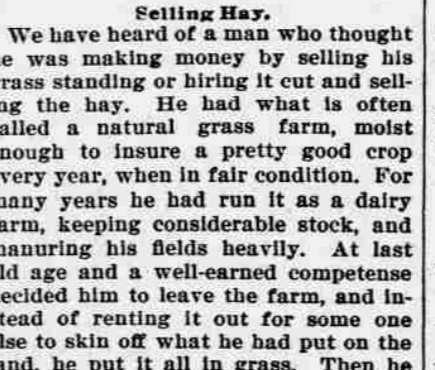 Selling Hay.
We have heard of a man who thought
e was making money by selling his
rass standing or hiring it cut and sell-
ng the hay. He had what is often
alled a natural grass farm, moist
nough to insure a pretty good crop
very year, when in fair condition. For
nany years he had run it as a dairy
arm, keeping considerable stock, and
nanuring his fields heavily. At last
ld age and a well-earned competense
lecided him to leave the farm, and in-
tead of renting it out for some one
lse to skin off what he had put on the
and, he put it all in grass. Then he